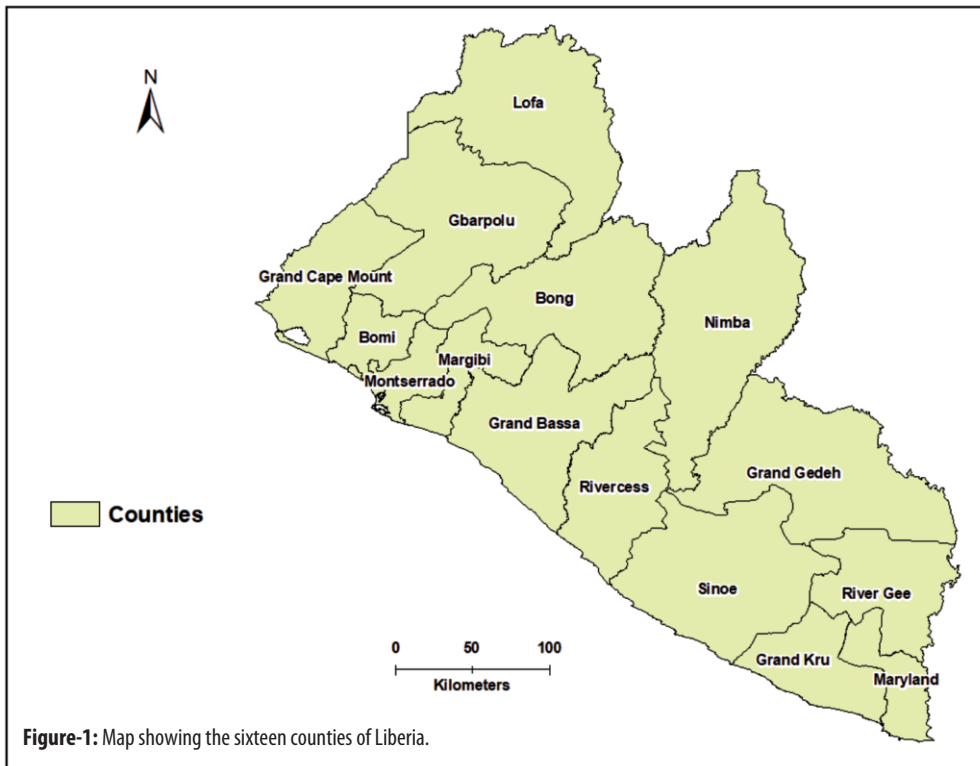 N
Lofa
Gbarpolu
Grand Cape Mount
Bong
Nimba
Bomi
Margibi
Montserrado
Grand Bassa
Grand Gedeh
Rivercess
Counties
Sinoe
River Gee
0 50 100
Kilometers
Grand Kru
Maryland
Figure-1: Map showing the sixteen counties of Liberia.